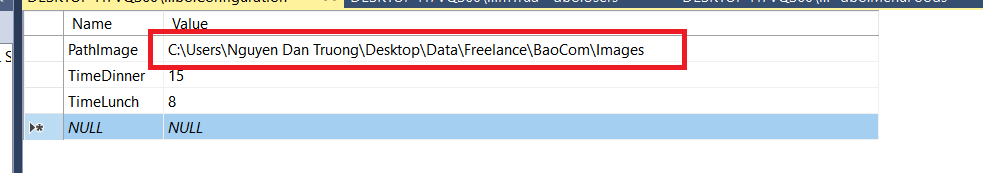 Name Value
PathImage C:\Users\Nguyen Dan Truong\Desktop\Data\Freelance\BaoCom\Images
TimeDinner 15
TimeLunch 8
NULL NULL